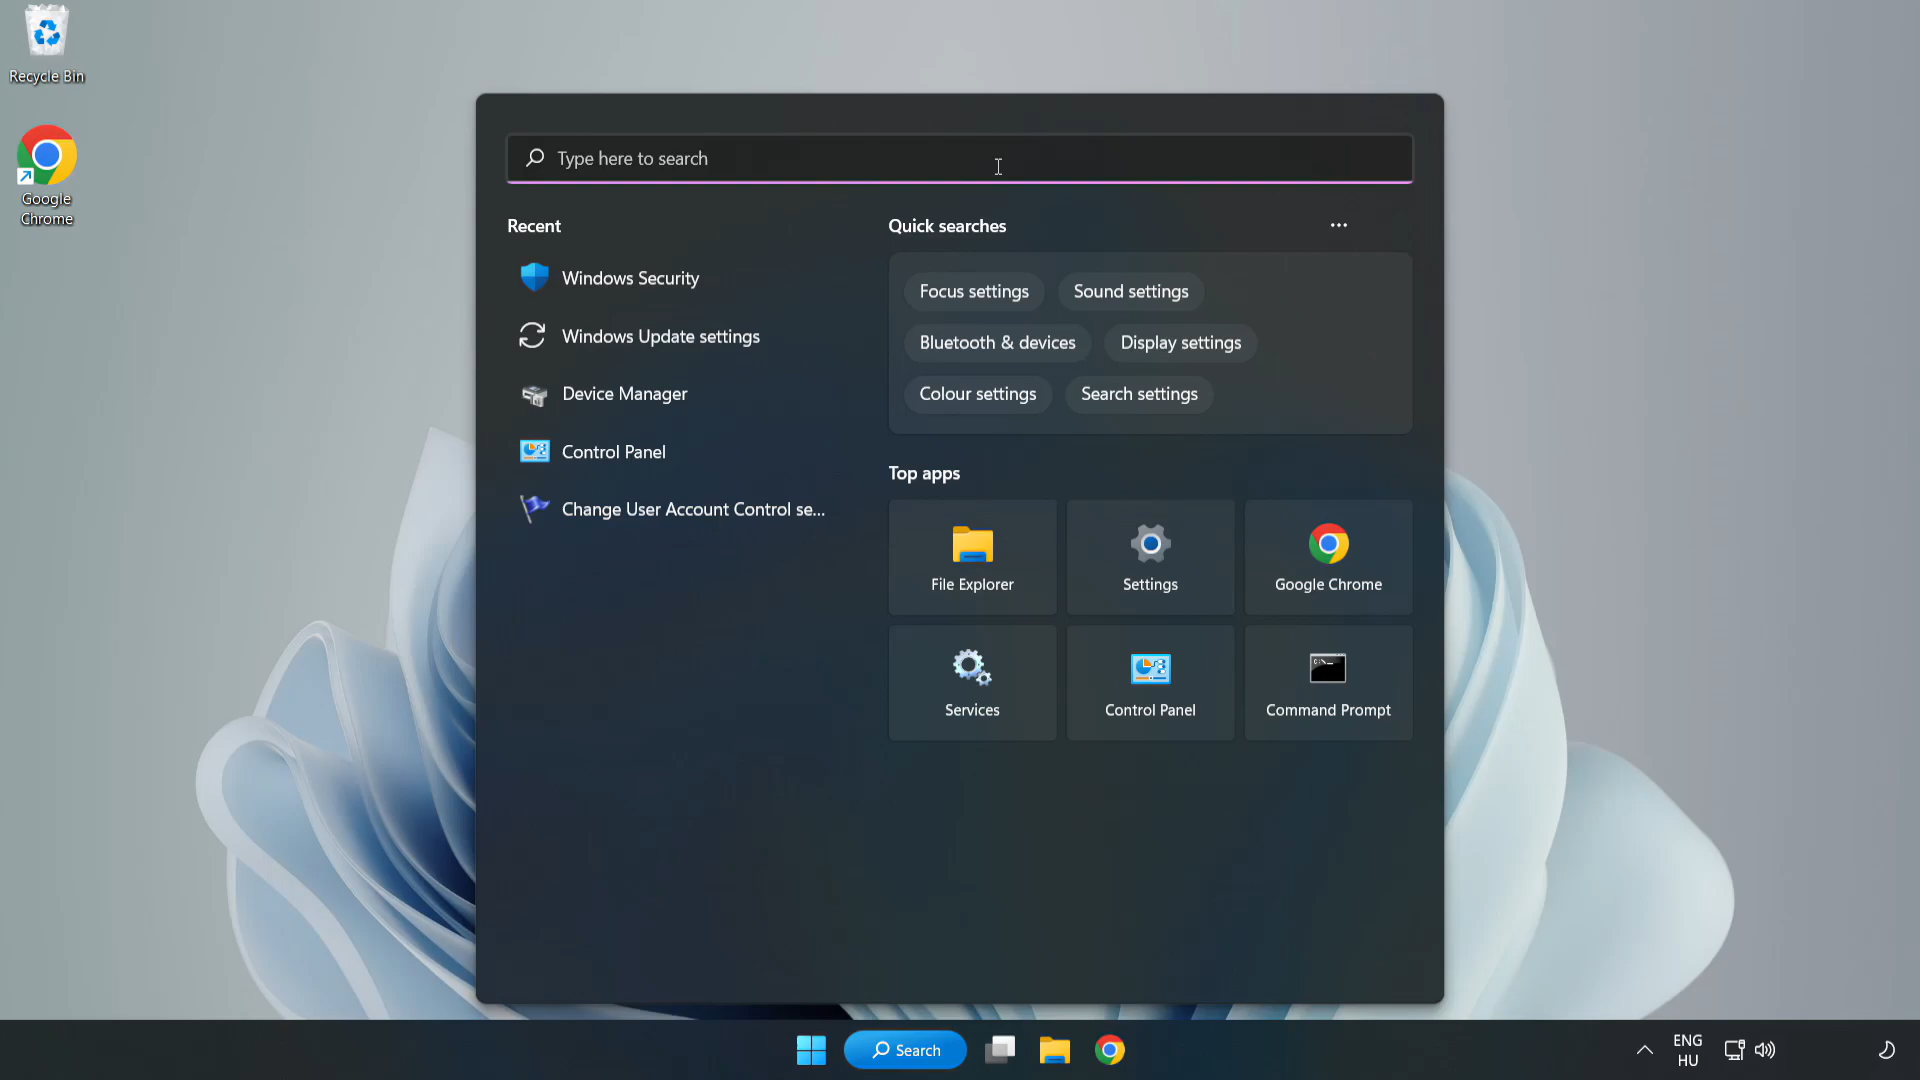 Recycle Bin
Google
Chrome
Type here to search
Recent
Windows Security
Windows Update settings
Device Manager
Control Panel
Change User Account Control se...
Quick searches
Focus settings
Sound settings
Bluetooth & devices
Display settings
Colour settings
Search settings
Top apps
File Explorer
Settings
Google Chrome
Services
Control Panel
Command Prompt
Search
ENG
HU